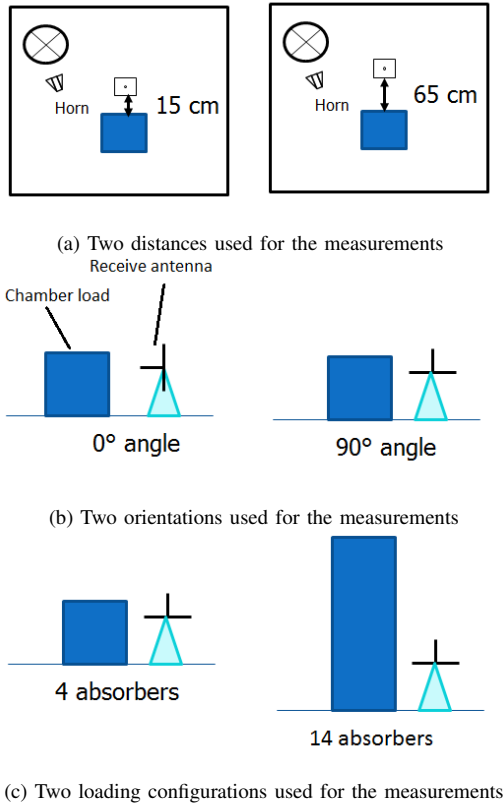 Horn
15 cm
Horn
65 cm
(a) Two distances used for the measurements
Receive antenna
Chamber load
0° angle
90° angle
(b) Two orientations used for the measurements
4 absorbers
14 absorbers
(c) Two loading configurations used for the measurements